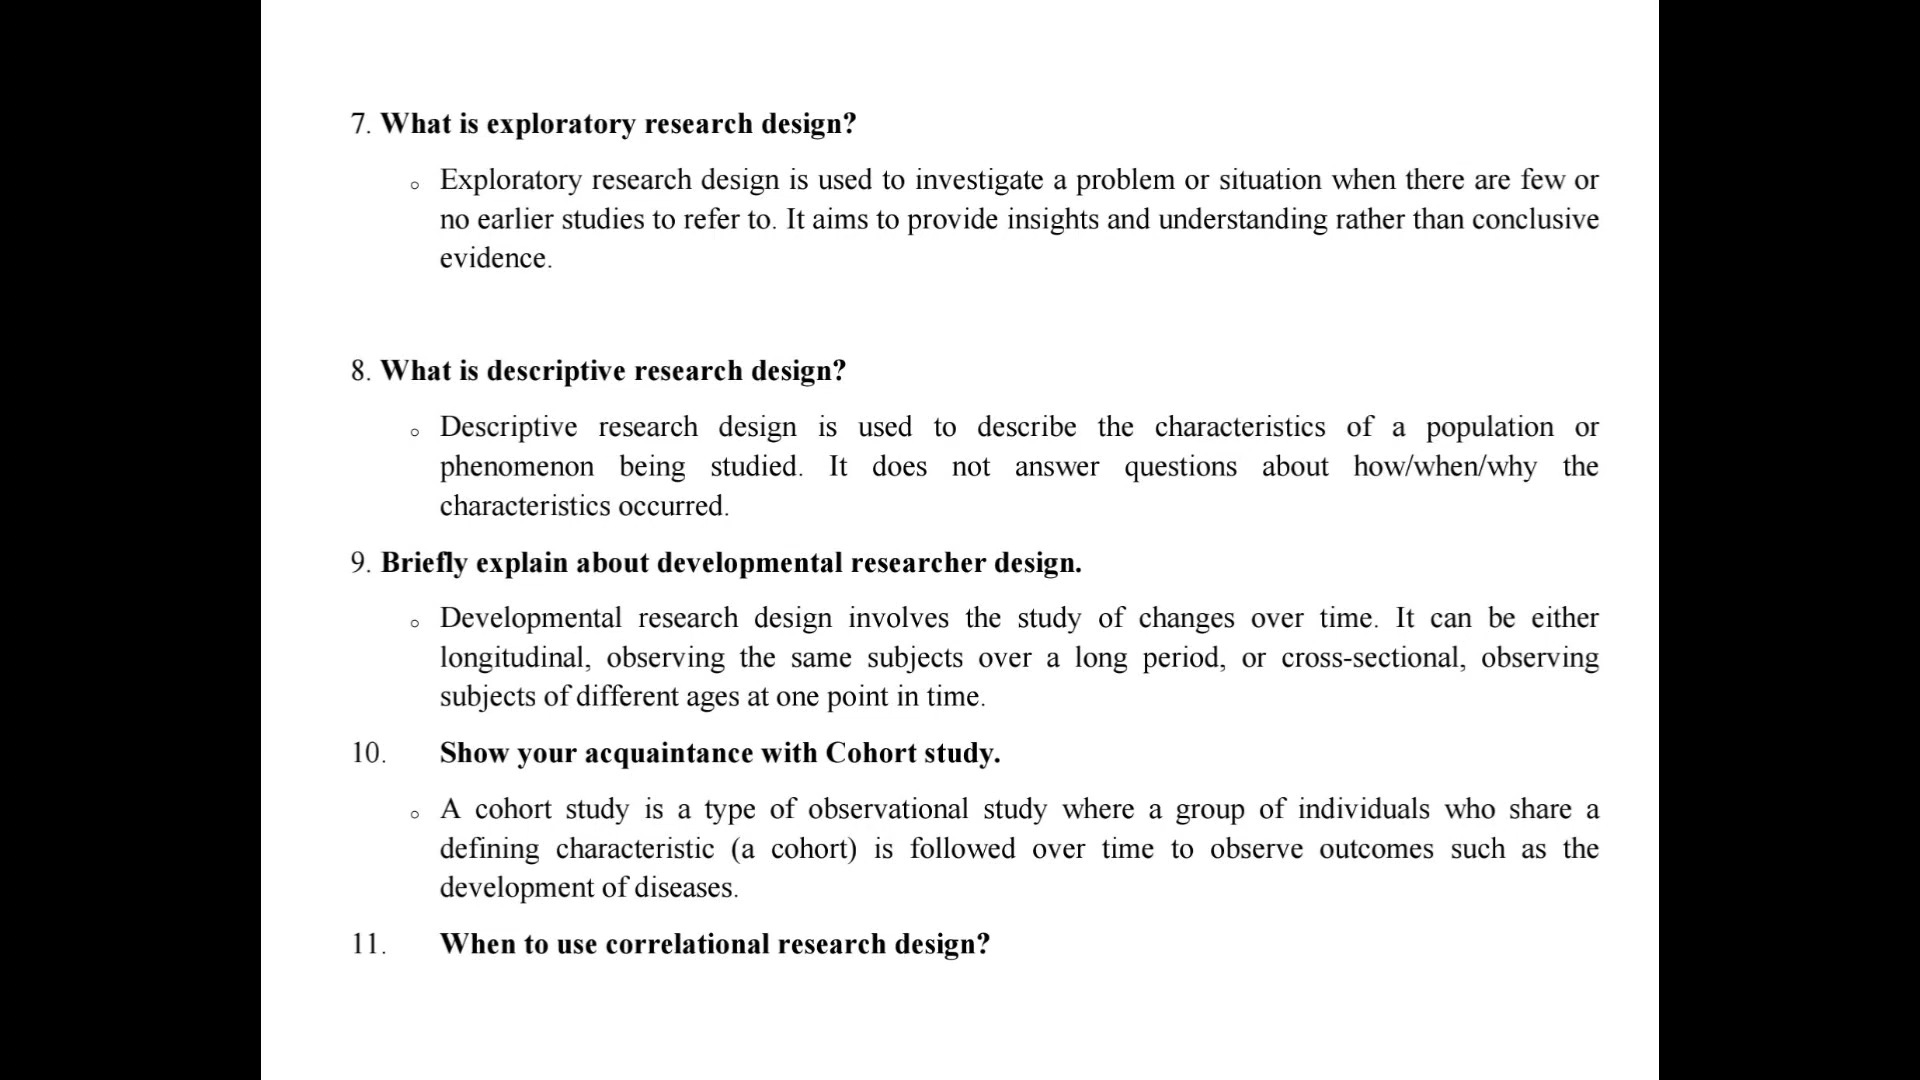 7. What is exploratory research design?
○ Exploratory research design is used to investigate a problem or situation when there are few or
no earlier studies to refer to. It aims to provide insights and understanding rather than conclusive
evidence.
8. What is descriptive research design?
○ Descriptive research design is used to describe the characteristics of a population or
phenomenon being studied. It does not answer questions about how/when/why the
characteristics occurred.
9. Briefly explain about developmental researcher design.
○ Developmental research design involves the study of changes over time. It can be either
longitudinal, observing the same subjects over a long period, or cross-sectional, observing
subjects of different ages at one point in time.
10. Show your acquaintance with Cohort study.
○ A cohort study is a type of observational study where a group of individuals who share a
defining characteristic (a cohort) is followed over time to observe outcomes such as the
development of diseases.
11. When to use correlational research design?